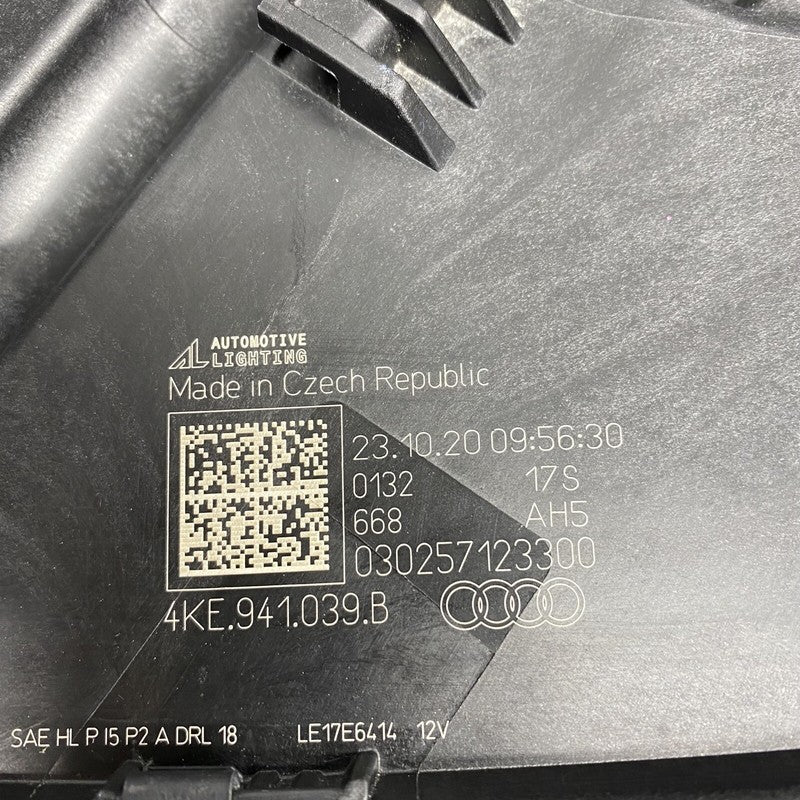 AL AUTOMOTIVE
LIGHTING
Made in Czech Republic
23.10.20 09:56:30
0132 17S
668 AH5
030257123300
4KE.941.039.B
SAE HL P I5 P2 A DRL 18 LE17E6414 12V